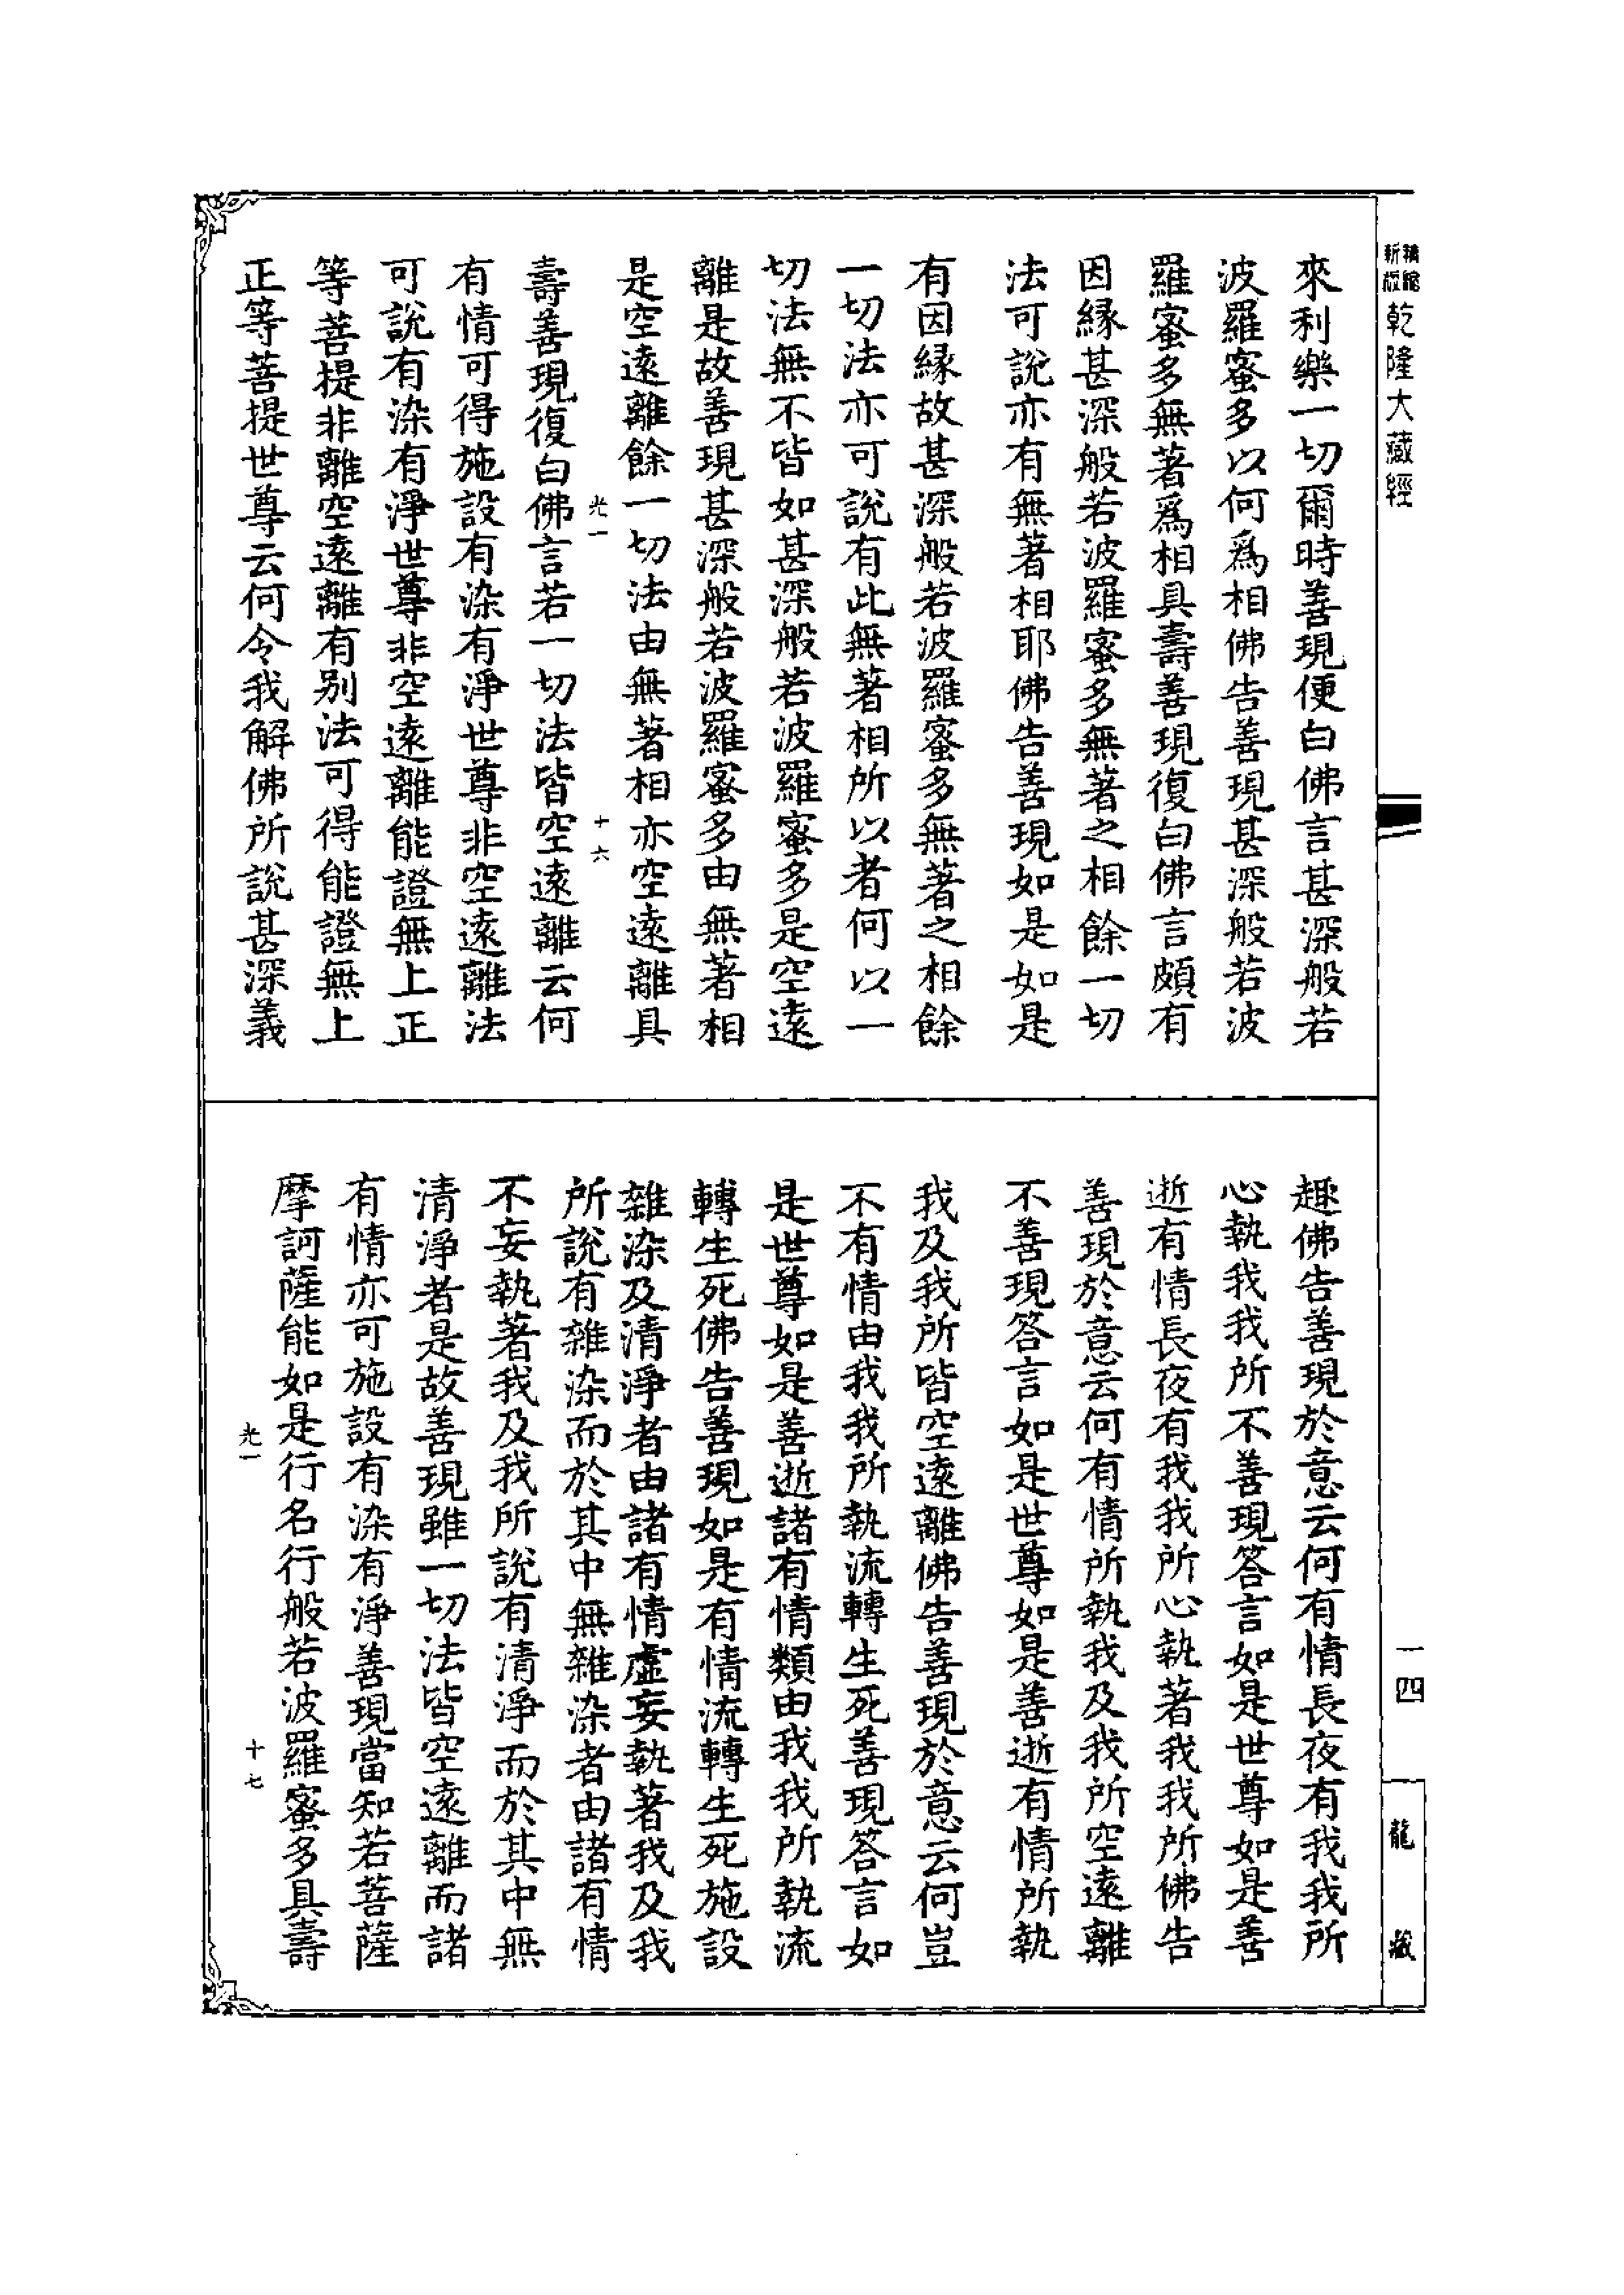 新版精縮乾隆大藏經
來利樂一切爾時善現便白佛言甚深般若
波羅蜜多以何爲相佛告善現甚深般若波
羅蜜多無著爲相具壽善現復白佛言頗有
因緣甚深般若波羅蜜多無著之相餘一切
法可說亦有無著相耶佛告善現如是如是
有因緣故甚深般若波羅蜜多無著之相餘
一切法亦可說有此無著相所以者何以一
切法無不皆如甚深般若波羅蜜多是空遠
離是故善現甚深般若波羅蜜多由無著相
是空遠離餘一切法由無著相亦空遠離具
光一 十六
壽善現復白佛言若一切法皆空遠離云何
有情可得施設有染有淨世尊非空遠離法
可說有染有淨世尊非空遠離能證無上正
等菩提非離空遠離有別法可得能證無上
正等菩提世尊云何令我解佛所說甚深義
趣佛告善現於意云何有情長夜有我我所
心執我我所不善現答言如是世尊如是善
逝有情長夜有我我所心執著我我所佛告
善現於意云何有情所執我及我所空遠離
不善現答言如是世尊如是善逝有情所執
我及我所皆空遠離佛告善現於意云何豈
不有情由我我所執流轉生死善現答言如
是世尊如是善逝諸有情類由我我所執流
轉生死佛告善現如是有情流轉生死施設
雜染及清淨者由諸有情虛妄執著我及我
所說有雜染而於其中無雜染者由諸有情
不妄執著我及我所說有清淨而於其中無
清淨者是故善現雖一切法皆空遠離而諸
有情亦可施設有染有淨善現當知若菩薩
摩訶薩能如是行名行般若波羅蜜多具壽
光一 十七
一四
龍藏